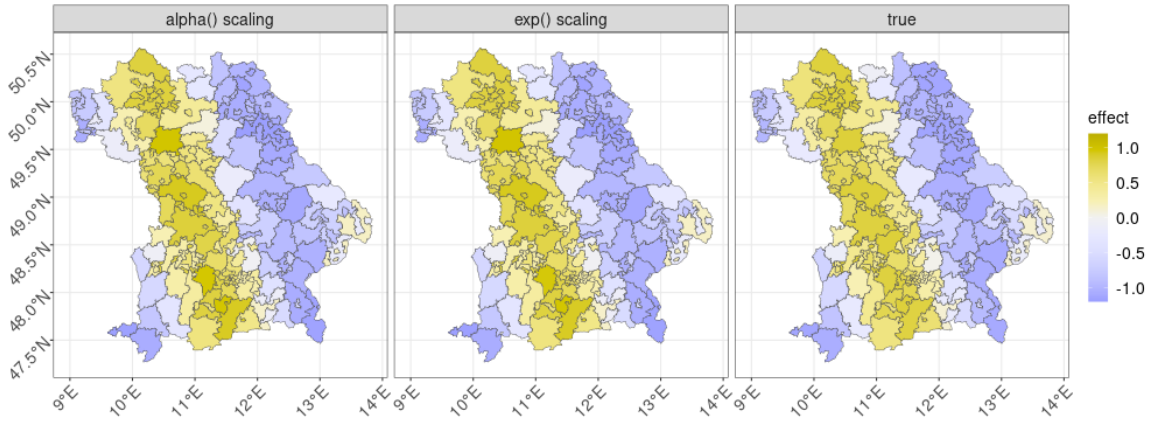 alpha() scaling
exp() scaling
true
50.5°N
50.0°N
49.5°N
49.0°N
48.5°N
48.0°N
47.5°N
9°E
10°E
11°E
12°E
13°E
14°E
9°E
10°E
11°E
12°E
13°E
14°E
9°E
10°E
11°E
12°E
13°E
14°E
effect
1.0
0.5
0.0
-0.5
-1.0